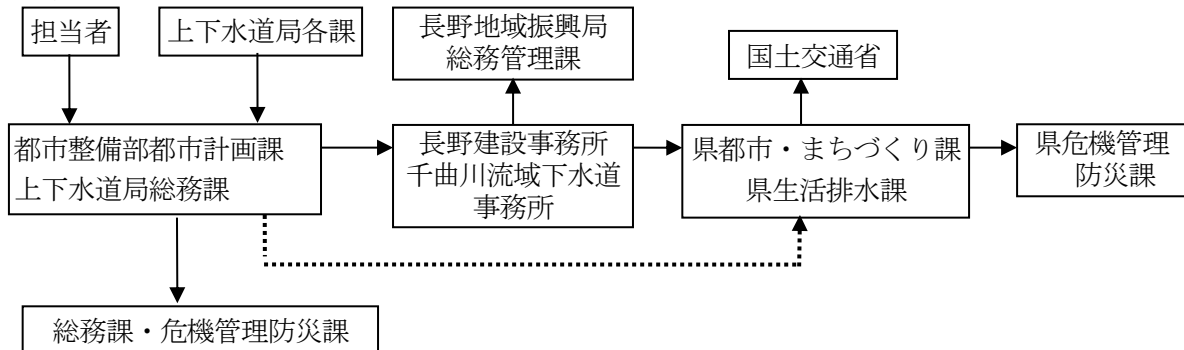 担当者
上下水道局各課
長野地域振興局
総務管理課
国土交通省
都市整備部都市計画課
上下水道局総務課
長野建設事務所
千曲川流域下水道
事務所
県都市・まちづくり課
県生活排水課
県危機管理
防災課
総務課・危機管理防災課